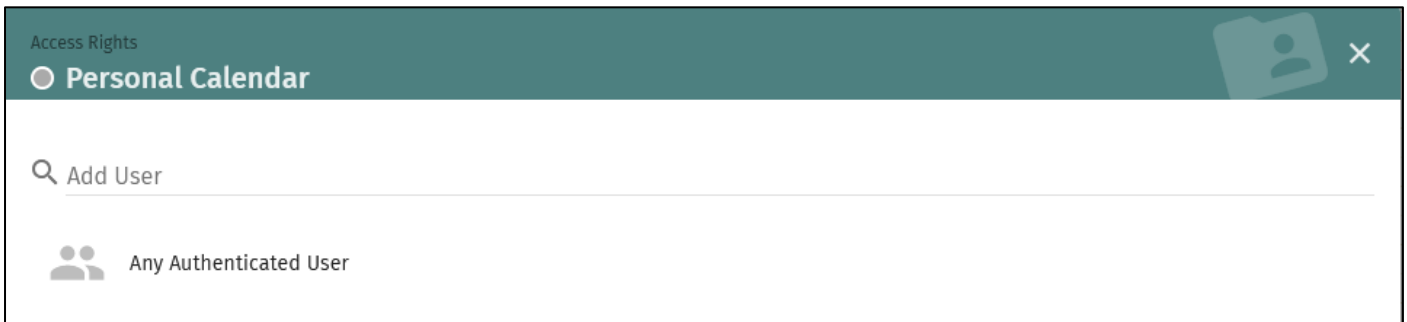 Access Rights
Personal Calendar
Add User
Any Authenticated User